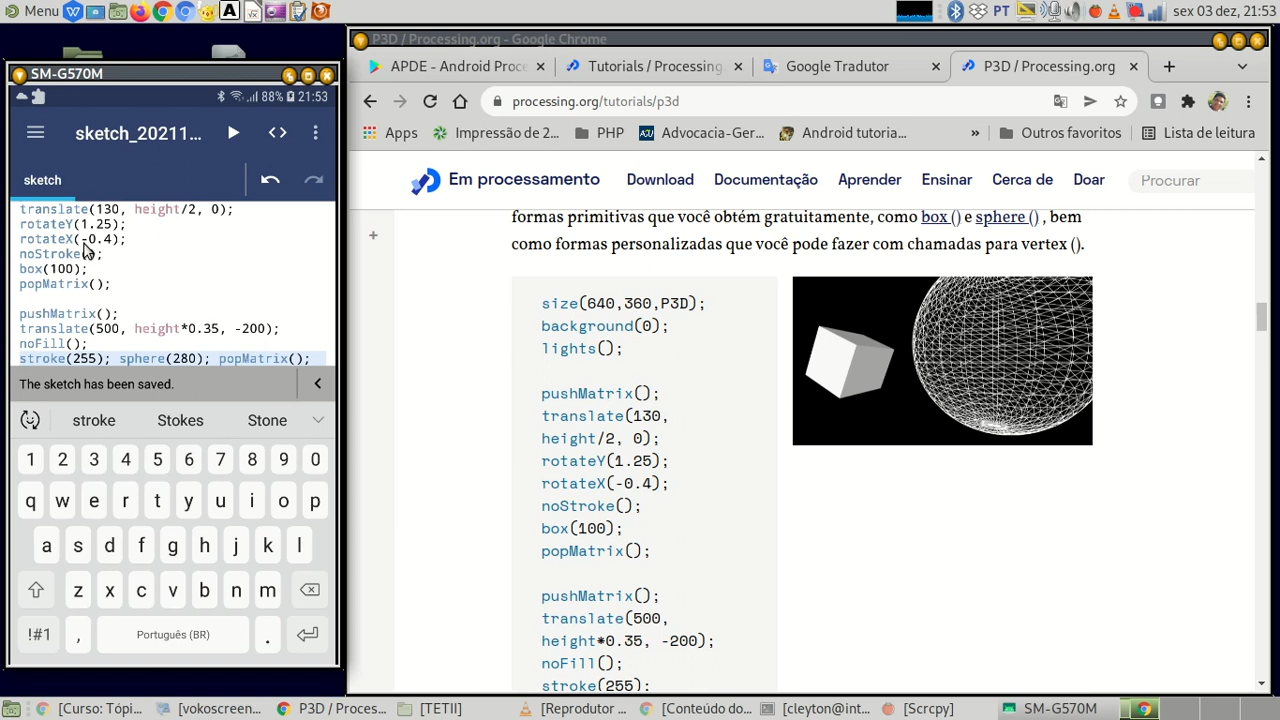 Menu PT sex 03 dez, 21:53
SM-G570M
88% 21:53
sketch_20211...
sketch
translate(130, height/2, 0);
rotateY(1.25);
rotateX(-0.4);
noStroke();
box(100);
popMatrix();
pushMatrix();
translate(500, height*0.35, -200);
noFill();
stroke(255); sphere(280); popMatrix();
The sketch has been saved.
stroke Stokes Stone
1 2 3 4 5 6 7 8 9 0
q w e r t y u i o p
a s d f g h j k l
z x c v b n m
!#1 , Português (BR) .
P3D / Processing.org - Google Chrome
APDE - Android Proce Tutorials / Processing Google Tradutor P3D / Processing.org
processing.org/tutorials/p3d
Apps Impressão de 2... PHP Advocacia-Ger... Android tutoria... » Outros favoritos Lista de leitura
Em processamento Download Documentação Aprender Ensinar Cerca de Doar Procurar
formas primitivas que você obtém gratuitamente, como box () e sphere () , bem
como formas personalizadas que você pode fazer com chamadas para vertex ().
size(640,360,P3D);
background(0);
lights();
pushMatrix();
translate(130,
height/2, 0);
rotateY(1.25);
rotateX(-0.4);
noStroke();
box(100);
popMatrix();
pushMatrix();
translate(500,
height*0.35, -200);
noFill();
stroke(255);
[Curso: Tópi... [vokoscreen... P3D / Proces... [TETII] [Reprodutor ... [Conteúdo do... [cleyton@int... [Scrcpy] SM-G570M